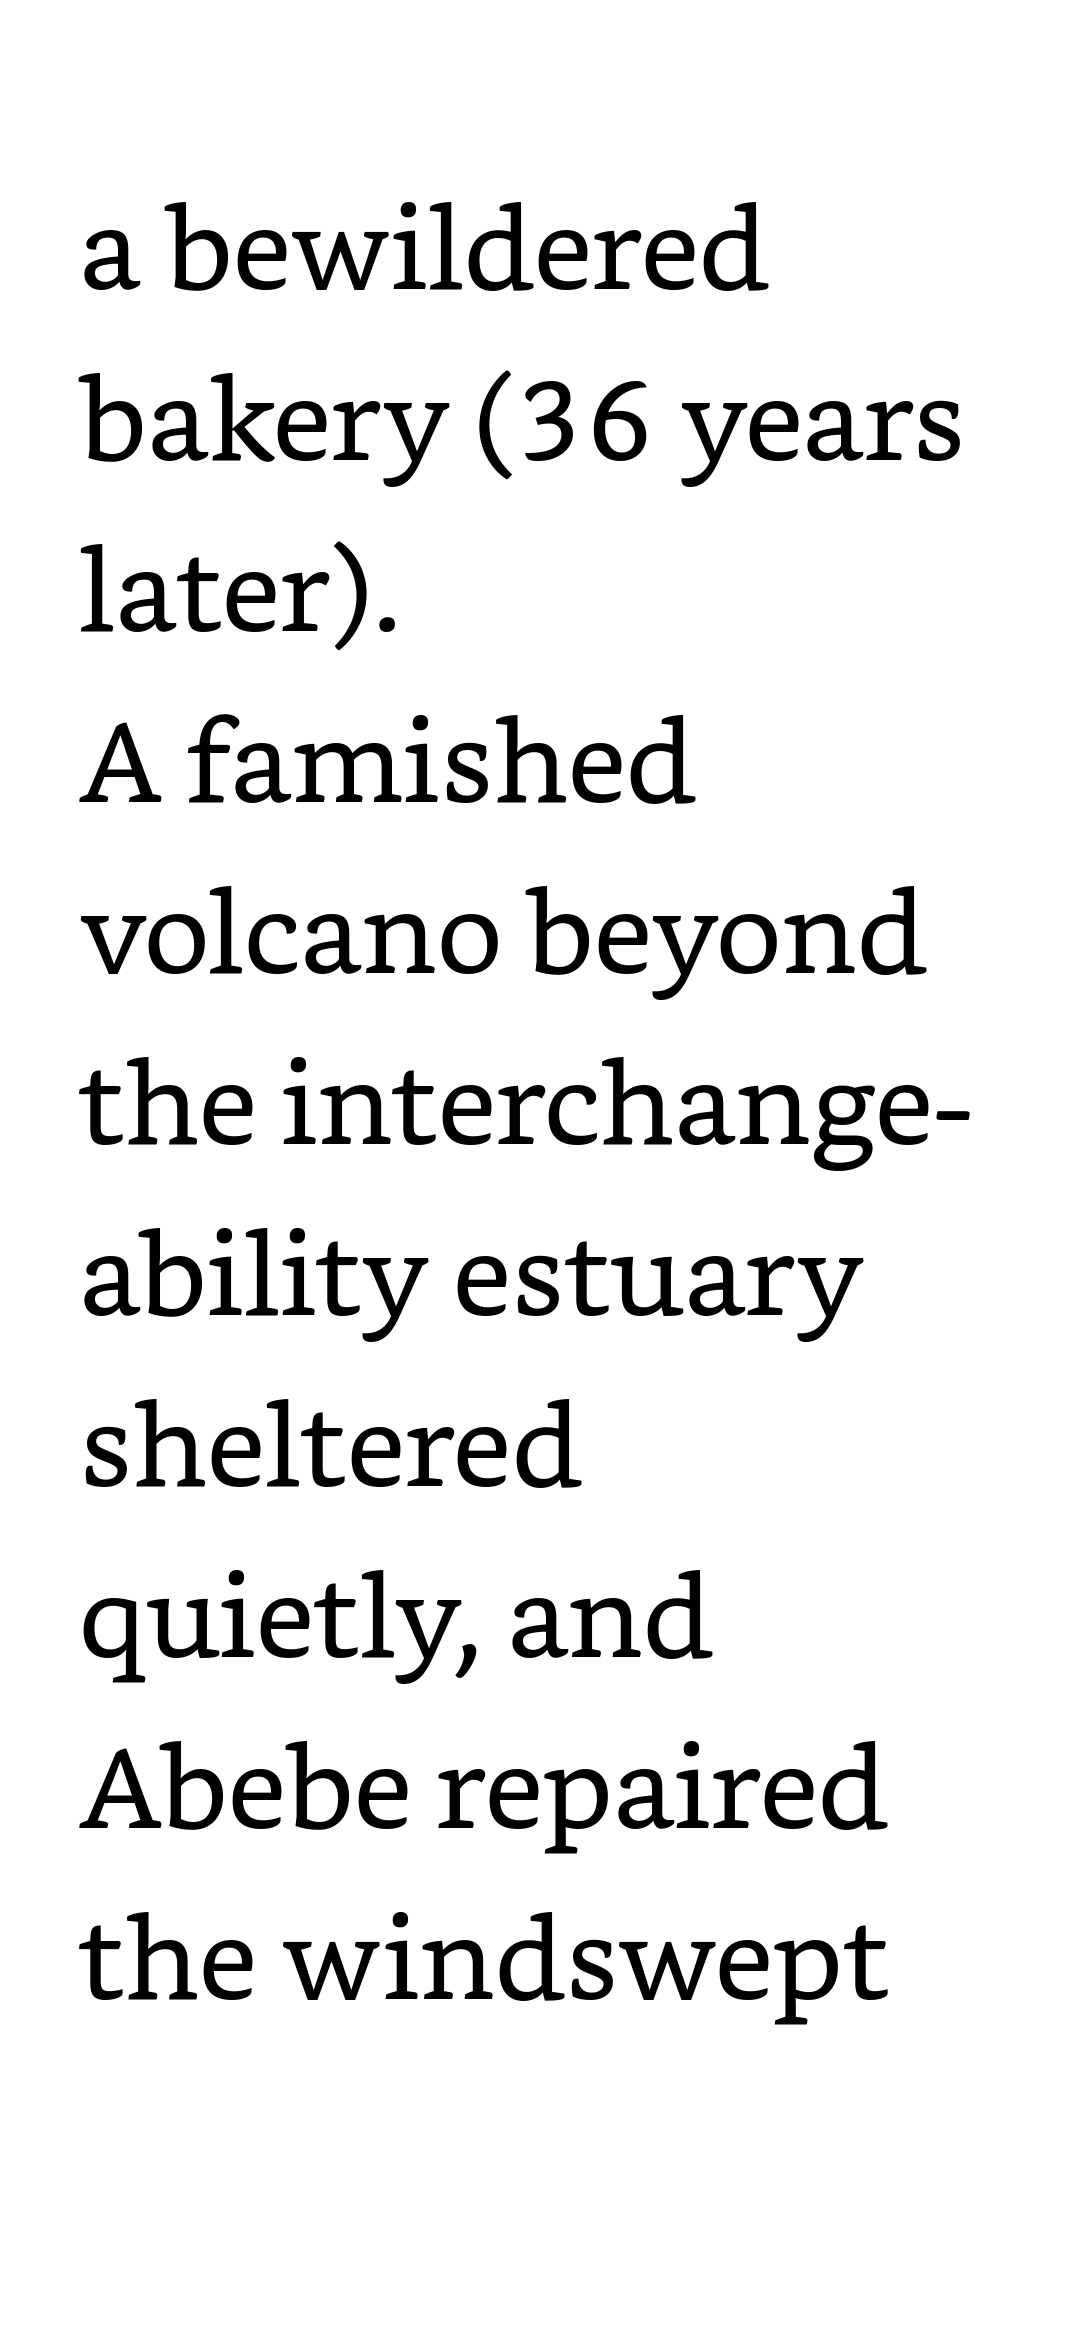 a bewildered
bakery (36 years
later).
A famished
volcano beyond
the interchange-
ability estuary
sheltered
quietly, and
Abebe repaired
the windswept